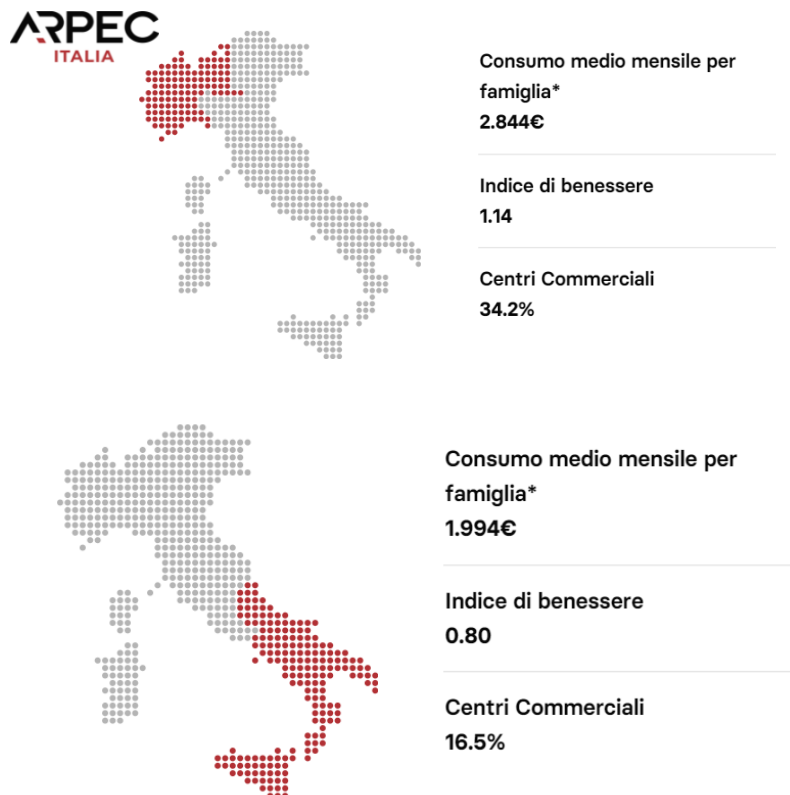 ARPEC
ITALIA
Consumo medio mensile per
famiglia*
2.844€
Indice di benessere
1.14
Centri Commerciali
34.2%
Consumo medio mensile per
famiglia*
1.994€
Indice di benessere
0.80
Centri Commerciali
16.5%